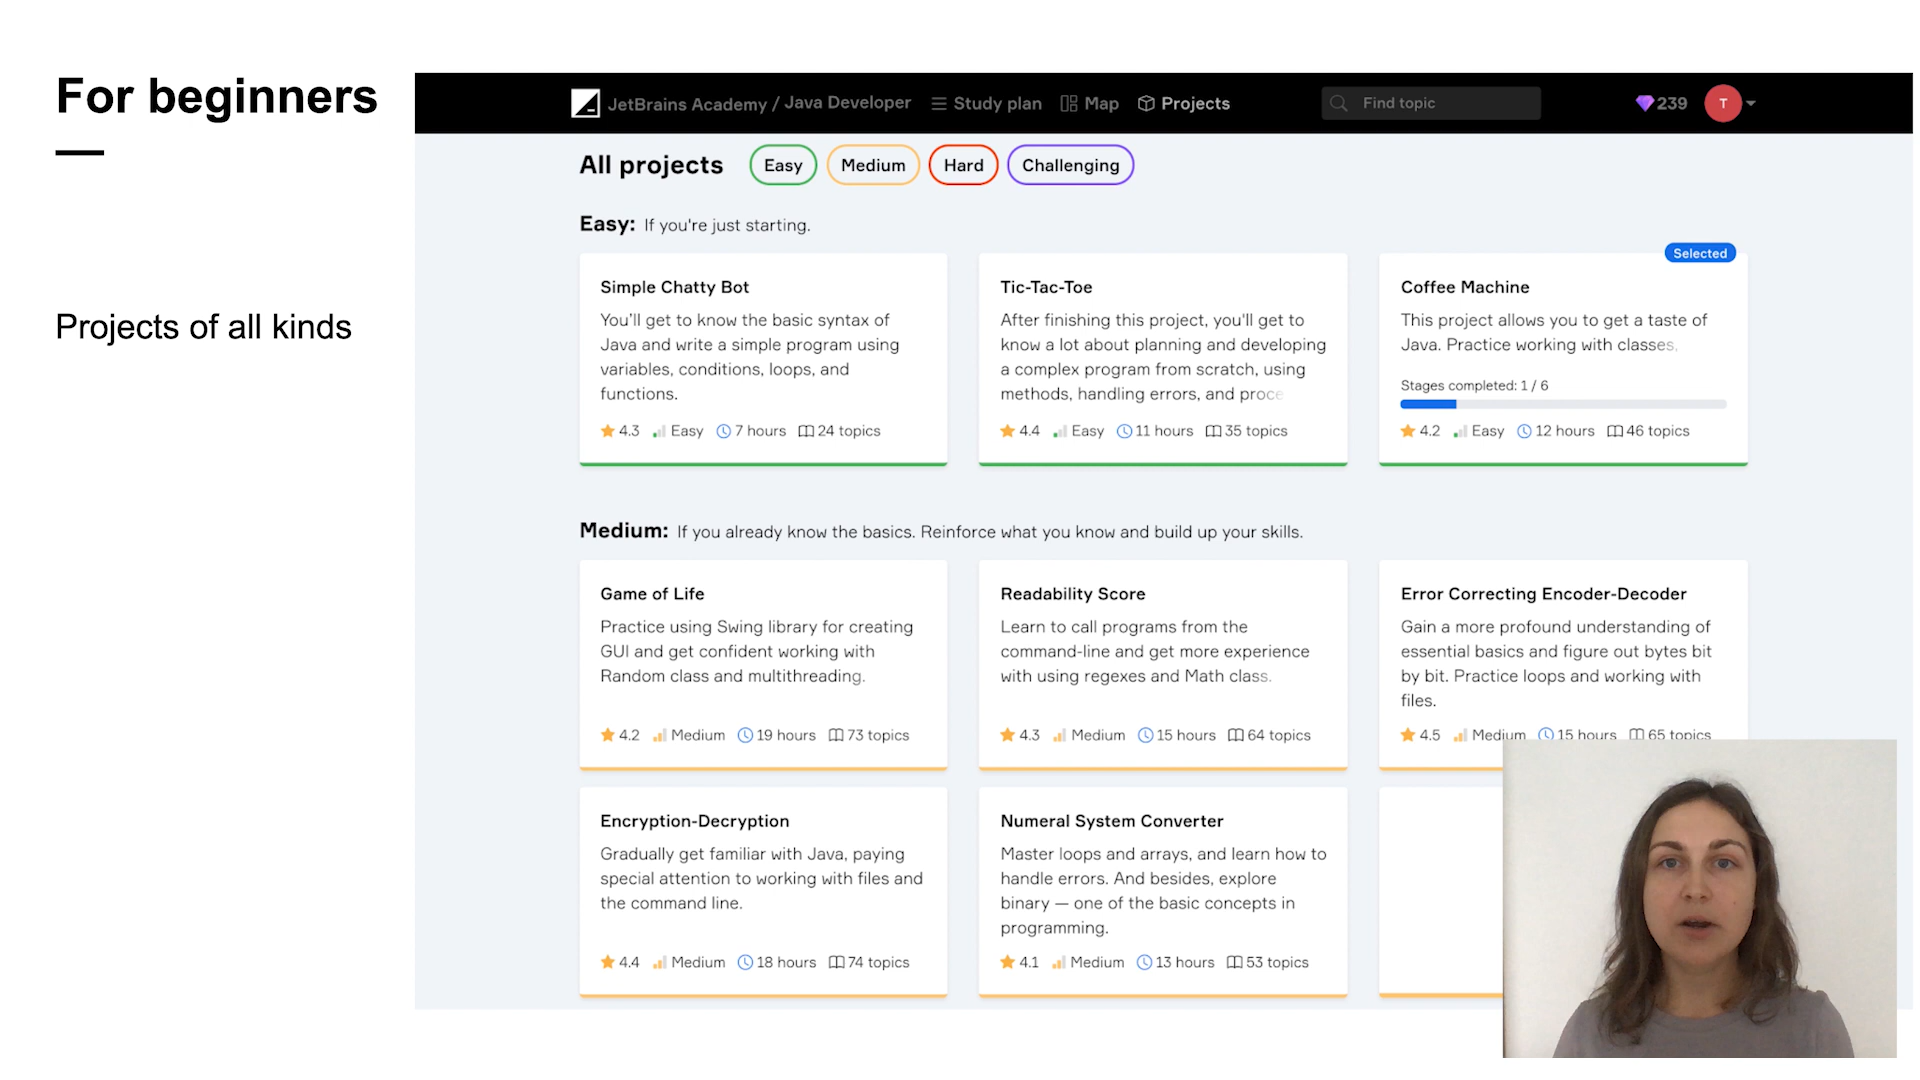 For beginners
Projects of all kinds
JetBrains Academy / Java Developer Study plan Map Projects Find topic 239 T
All projects Easy Medium Hard Challenging
Easy: If you're just starting.
Selected
Simple Chatty Bot
You'll get to know the basic syntax of
Java and write a simple program using
variables, conditions, loops, and
functions.
4.3 Easy 7 hours 24 topics
Tic-Tac-Toe
After finishing this project, you'll get to
know a lot about planning and developing
a complex program from scratch, using
methods, handling errors, and proce
4.4 Easy 11 hours 35 topics
Coffee Machine
This project allows you to get a taste of
Java. Practice working with classes,
Stages completed: 1 / 6
4.2 Easy 12 hours 46 topics
Medium: If you already know the basics. Reinforce what you know and build up your skills.
Game of Life
Practice using Swing library for creating
GUI and get confident working with
Random class and multithreading.
4.2 Medium 19 hours 73 topics
Readability Score
Learn to call programs from the
command-line and get more experience
with using regexes and Math class.
4.3 Medium 15 hours 64 topics
Error Correcting Encoder-Decoder
Gain a more profound understanding of
essential basics and figure out bytes bit
by bit. Practice loops and working with
files.
4.5 Medium 15 hours 65 topics
Encryption-Decryption
Gradually get familiar with Java, paying
special attention to working with files and
the command line.
4.4 Medium 18 hours 74 topics
Numeral System Converter
Master loops and arrays, and learn how to
handle errors. And besides, explore
binary — one of the basic concepts in
programming.
4.1 Medium 13 hours 53 topics